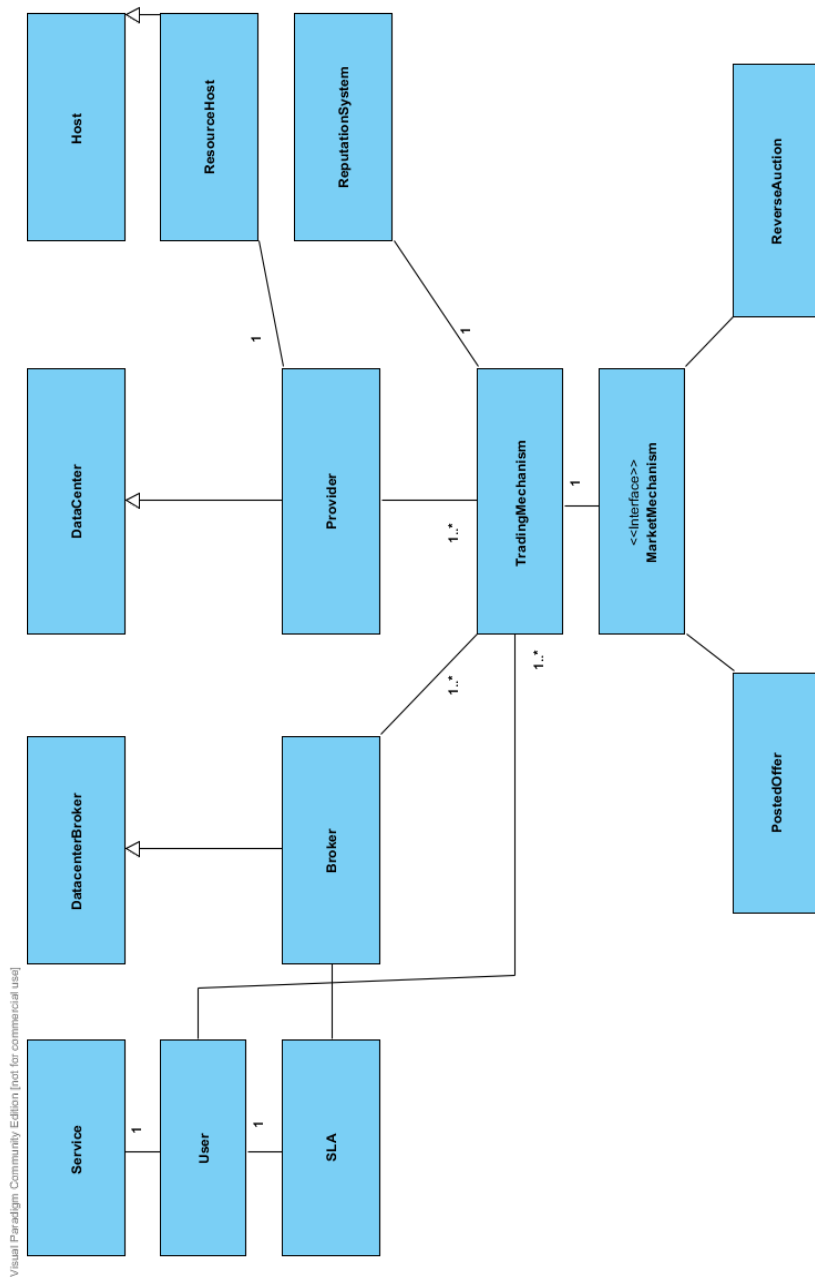 Visual Paradigm Community Edition [not for commercial use]
Service
DatacenterBroker
DataCenter
Host
1
User
ResourceHost
1
1
SLA
Broker
Provider
ReputationSystem
1..*
1..*
1
TradingMechanism
1..*
1
<<Interface>>
MarketMechanism
PostedOffer
ReverseAuction